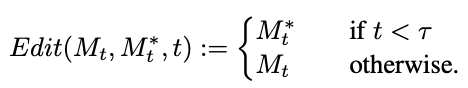 Edit(M_t, M_t^*, t) := { M_t^* if t < τ
M_t otherwise.